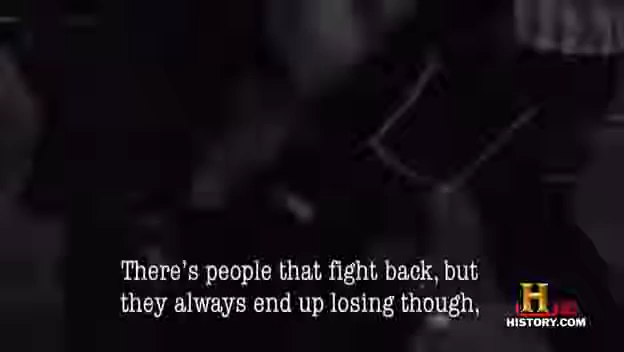 There's people that fight back, but
they always end up losing though,
H
HISTORY.COM